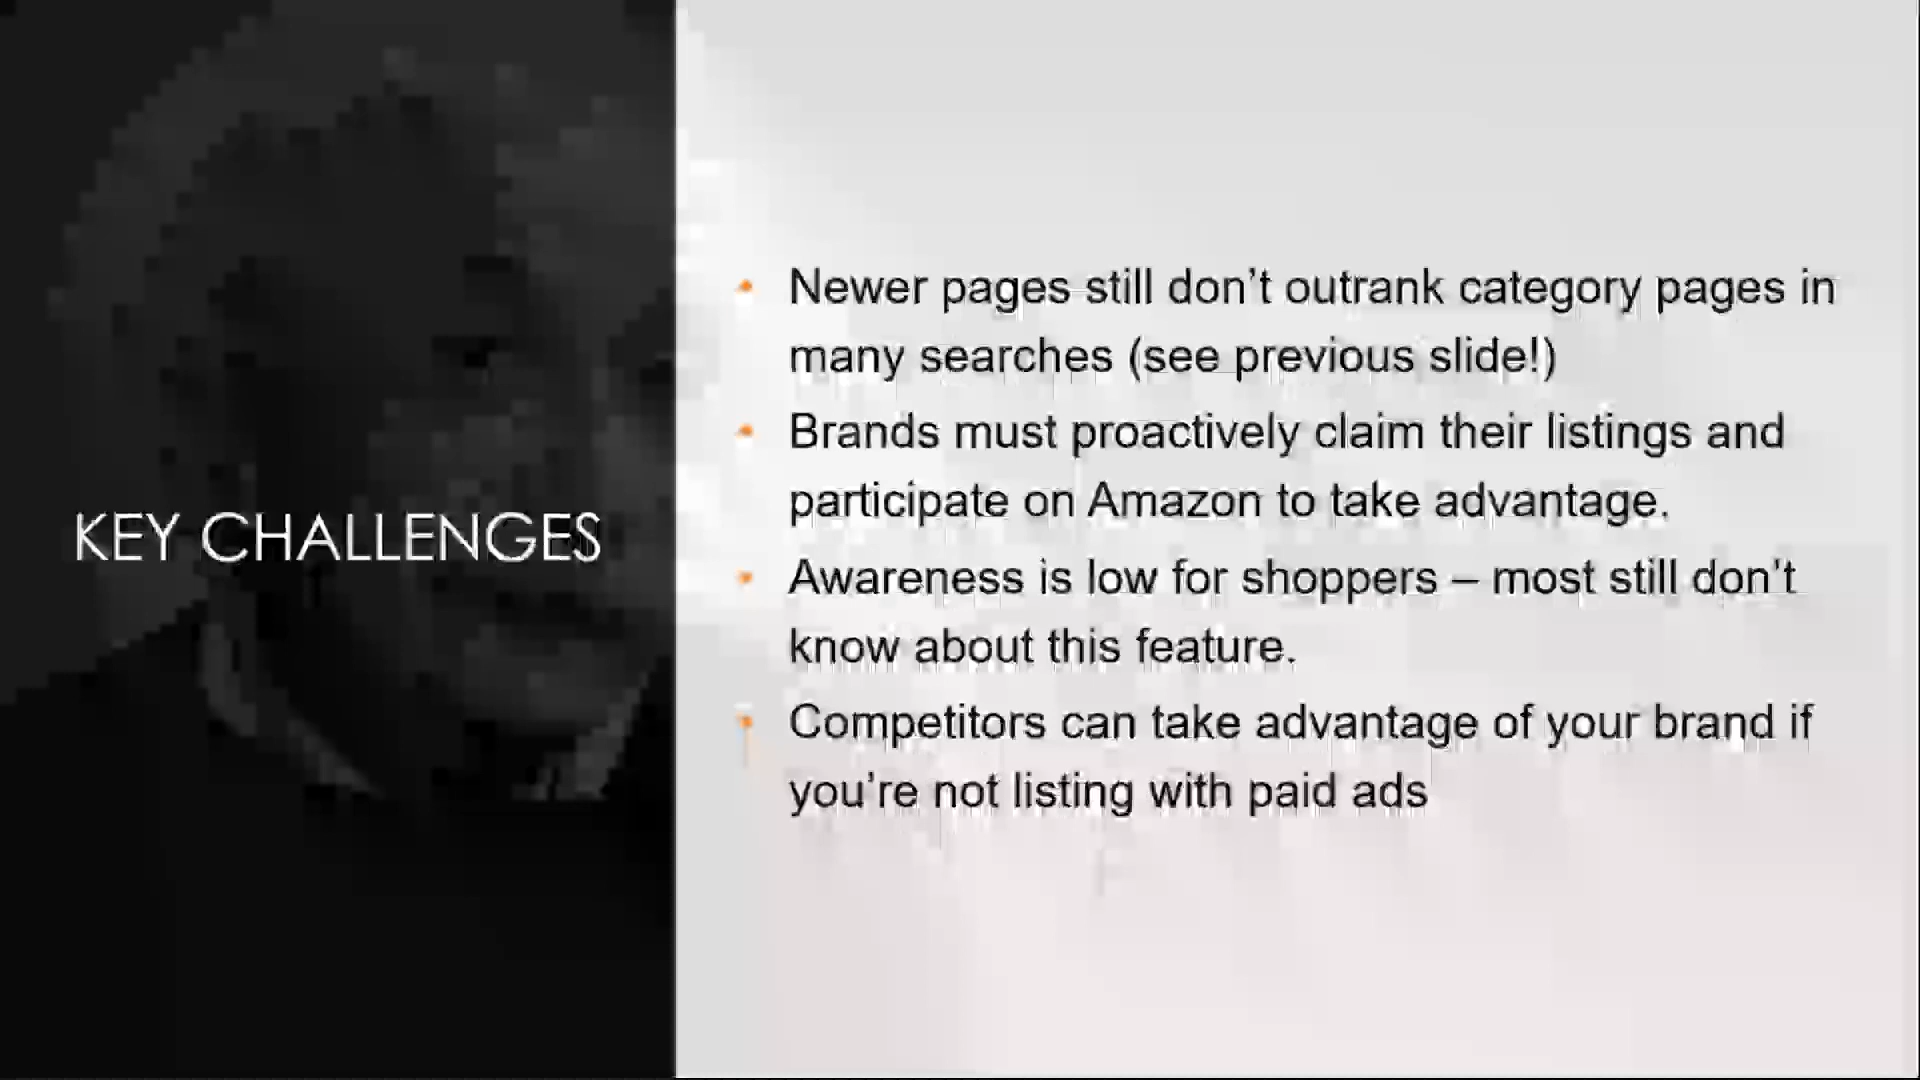 KEY CHALLENGES
Newer pages still don’t outrank category pages in
many searches (see previous slide!)
Brands must proactively claim their listings and
participate on Amazon to take advantage.
Awareness is low for shoppers – most still don’t
know about this feature.
Competitors can take advantage of your brand if
you’re not listing with paid ads